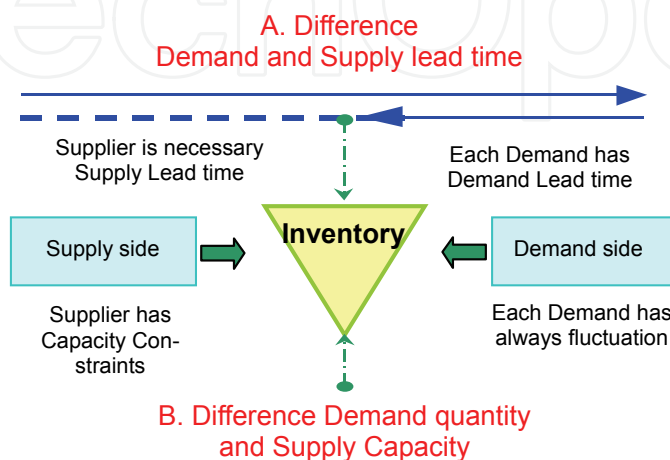 A. Difference
Demand and Supply lead time
Supplier is necessary
Supply Lead time
Each Demand has
Demand Lead time
Inventory
Supply side
Demand side
Supplier has
Capacity Con-
straints
Each Demand has
always fluctuation
B. Difference Demand quantity
and Supply Capacity